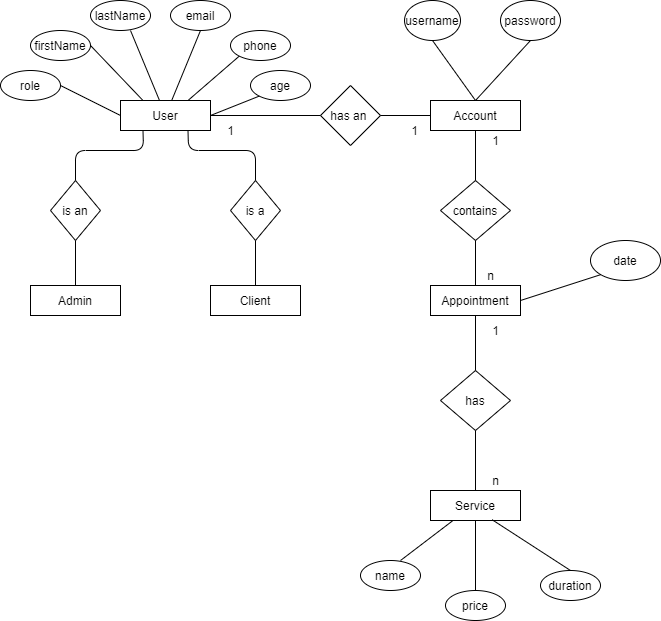 lastName
email
username
password
firstName
phone
role
age
User
has an
Account
1
1
1
is an
is a
contains
date
n
Admin
Client
Appointment
1
has
n
Service
name
duration
price